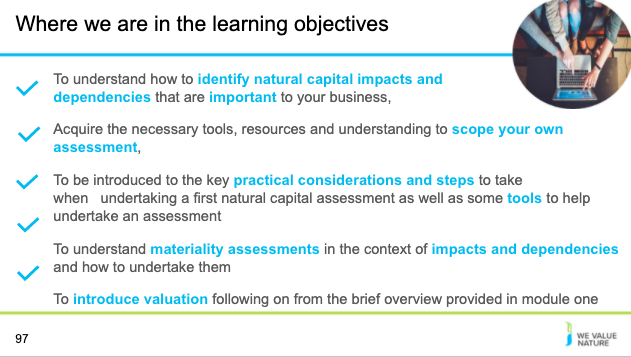 Where we are in the learning objectives
To understand how to identify natural capital impacts and
dependencies that are important to your business,
Acquire the necessary tools, resources and understanding to scope your own
assessment,
To be introduced to the key practical considerations and steps to take
when undertaking a first natural capital assessment as well as some tools to help
undertake an assessment
To understand materiality assessments in the context of impacts and dependencies
and how to undertake them
To introduce valuation following on from the brief overview provided in module one
97
WE VALUE
NATURE